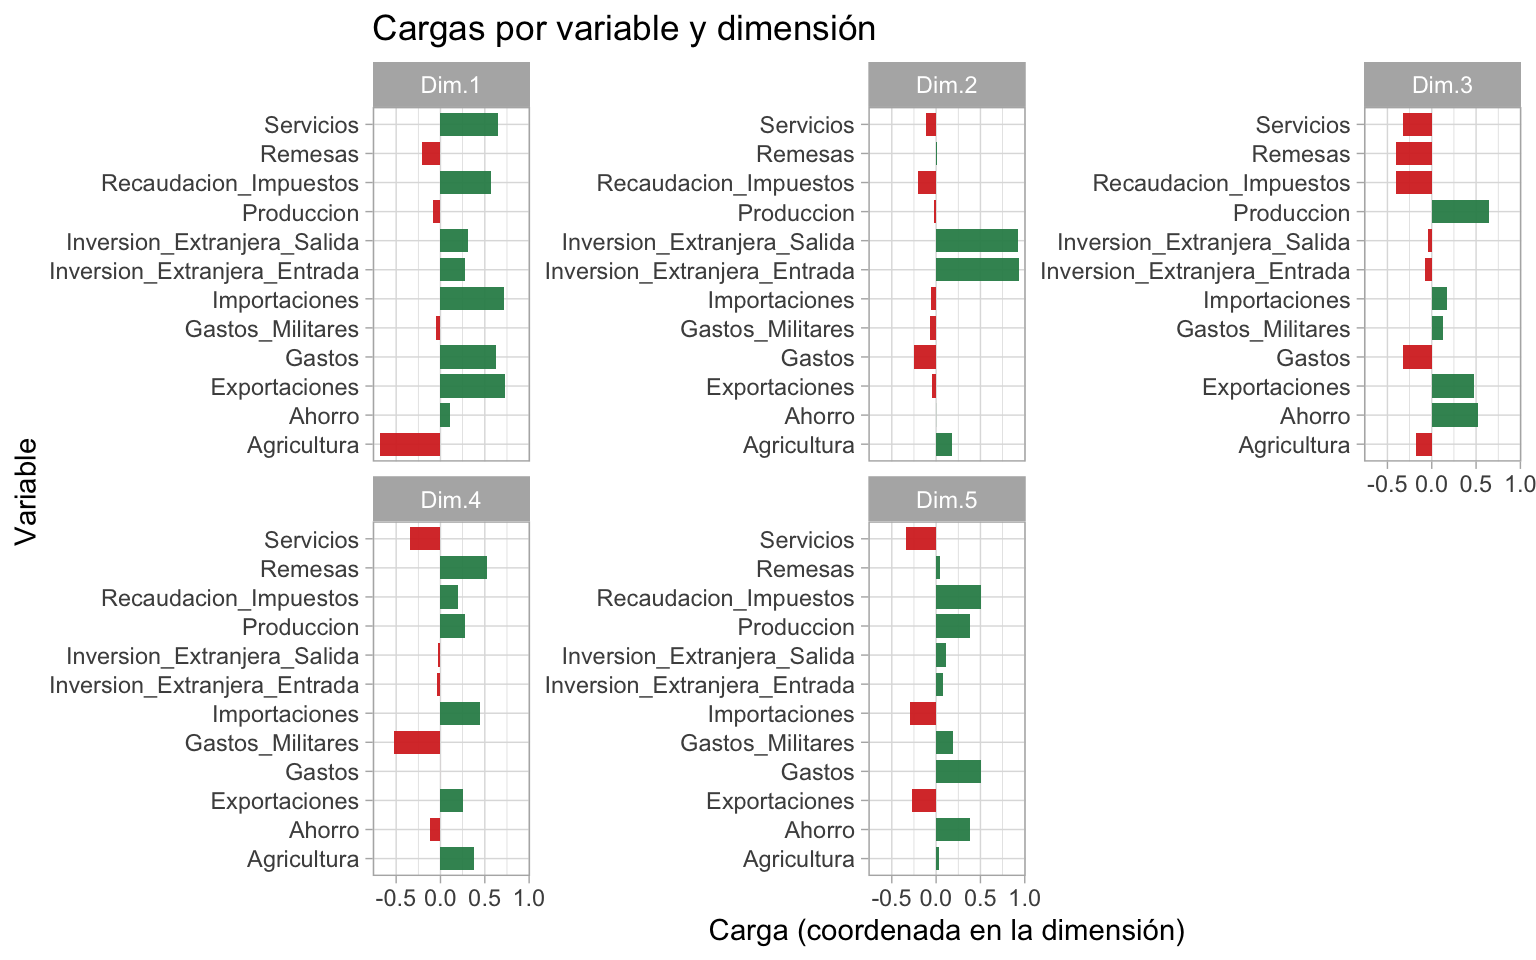 Cargas por variable y dimensión
Dim.1
Servicios
Remesas
Recaudacion_Impuestos
Produccion
Inversion_Extranjera_Salida
Inversion_Extranjera_Entrada
Importaciones
Gastos_Militares
Gastos
Exportaciones
Ahorro
Agricultura
Dim.2
Servicios
Remesas
Recaudacion_Impuestos
Produccion
Inversion_Extranjera_Salida
Inversion_Extranjera_Entrada
Importaciones
Gastos_Militares
Gastos
Exportaciones
Ahorro
Agricultura
Dim.3
Servicios
Remesas
Recaudacion_Impuestos
Produccion
Inversion_Extranjera_Salida
Inversion_Extranjera_Entrada
Importaciones
Gastos_Militares
Gastos
Exportaciones
Ahorro
Agricultura
-0.5 0.0 0.5 1.0
Variable
Dim.4
Servicios
Remesas
Recaudacion_Impuestos
Produccion
Inversion_Extranjera_Salida
Inversion_Extranjera_Entrada
Importaciones
Gastos_Militares
Gastos
Exportaciones
Ahorro
Agricultura
-0.5 0.0 0.5 1.0
Dim.5
Servicios
Remesas
Recaudacion_Impuestos
Produccion
Inversion_Extranjera_Salida
Inversion_Extranjera_Entrada
Importaciones
Gastos_Militares
Gastos
Exportaciones
Ahorro
Agricultura
-0.5 0.0 0.5 1.0
Carga (coordenada en la dimensión)